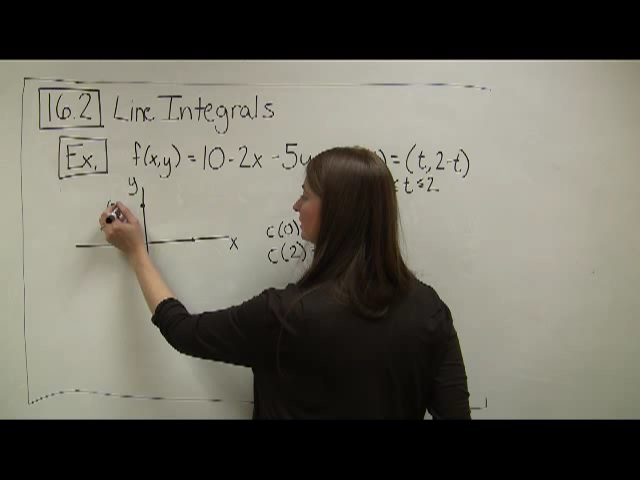 16.2 Line Integrals
Ex. f(x,y) = 10 - 2x - 5y ) = (t, 2-t)
≤ t ≤ 2
y
x
c(0)
c(2)